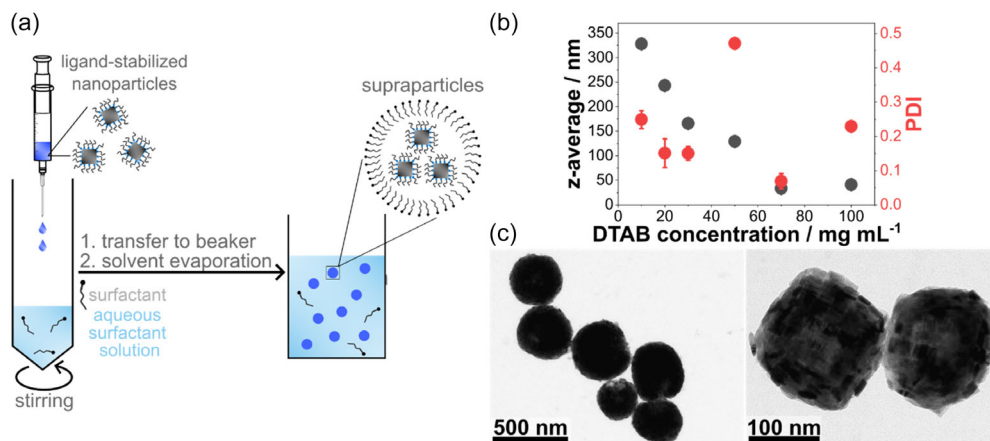 (a)
ligand-stabilized
nanoparticles
supraparticles
1. transfer to beaker
2. solvent evaporation
surfactant
aqueous
surfactant
solution
stirring
(b)
z-average / nm
350
300
250
200
150
100
50
0
0.5
0.4
0.3
0.2
0.1
0.0
PDI
0 20 40 60 80 100
DTAB concentration / mg mL⁻¹
(c)
500 nm
100 nm